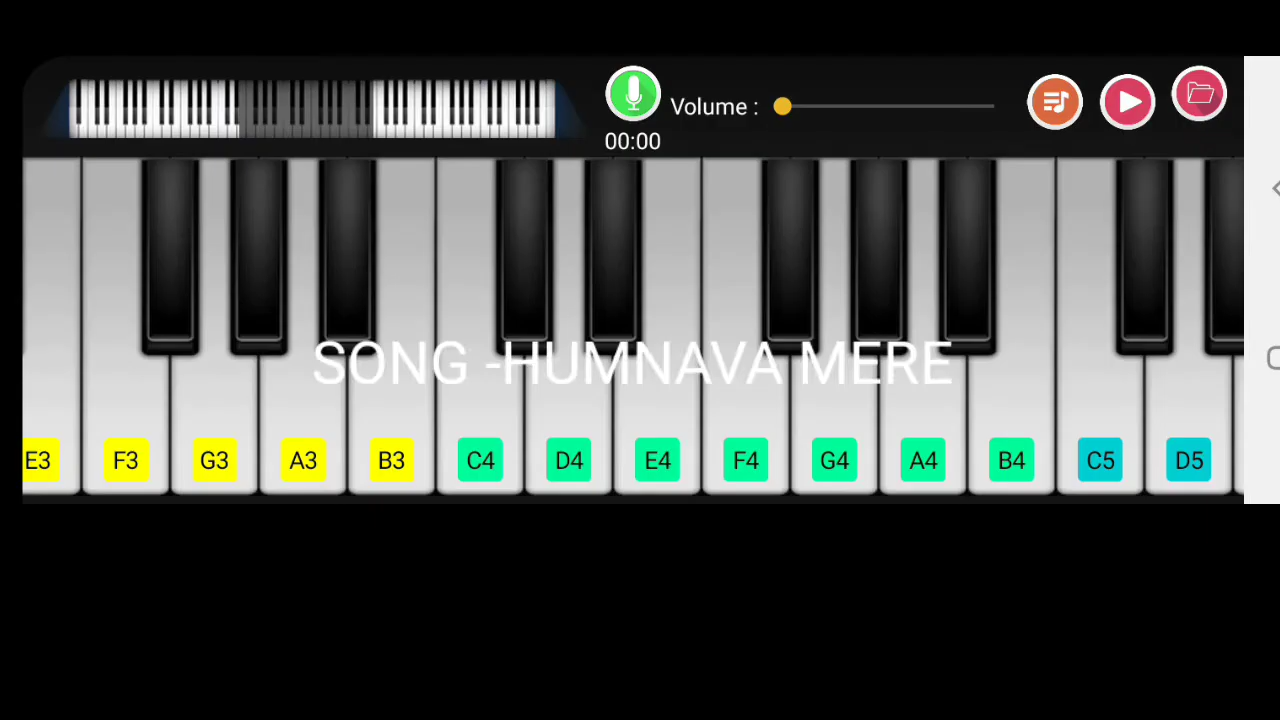 Volume :
00:00
SONG -HUMNAVA MERE
E3 F3 G3 A3 B3 C4 D4 E4 F4 G4 A4 B4 C5 D5